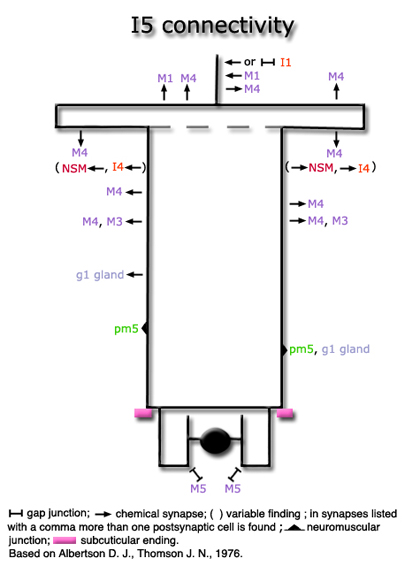 I5 connectivity
or I1
M1
M4
M1 M4
M4
M4
(NSM, I4)
M4
(NSM, I4)
M4
M4
M4, M3
M4, M3
g1 gland
pm5
pm5, g1 gland
M5 M5
gap junction; chemical synapse; ( ) variable finding ; in synapses listed
with a comma more than one postsynaptic cell is found ; neuromuscular
junction; subcuticular ending.
Based on Albertson D. J., Thomson J. N., 1976.